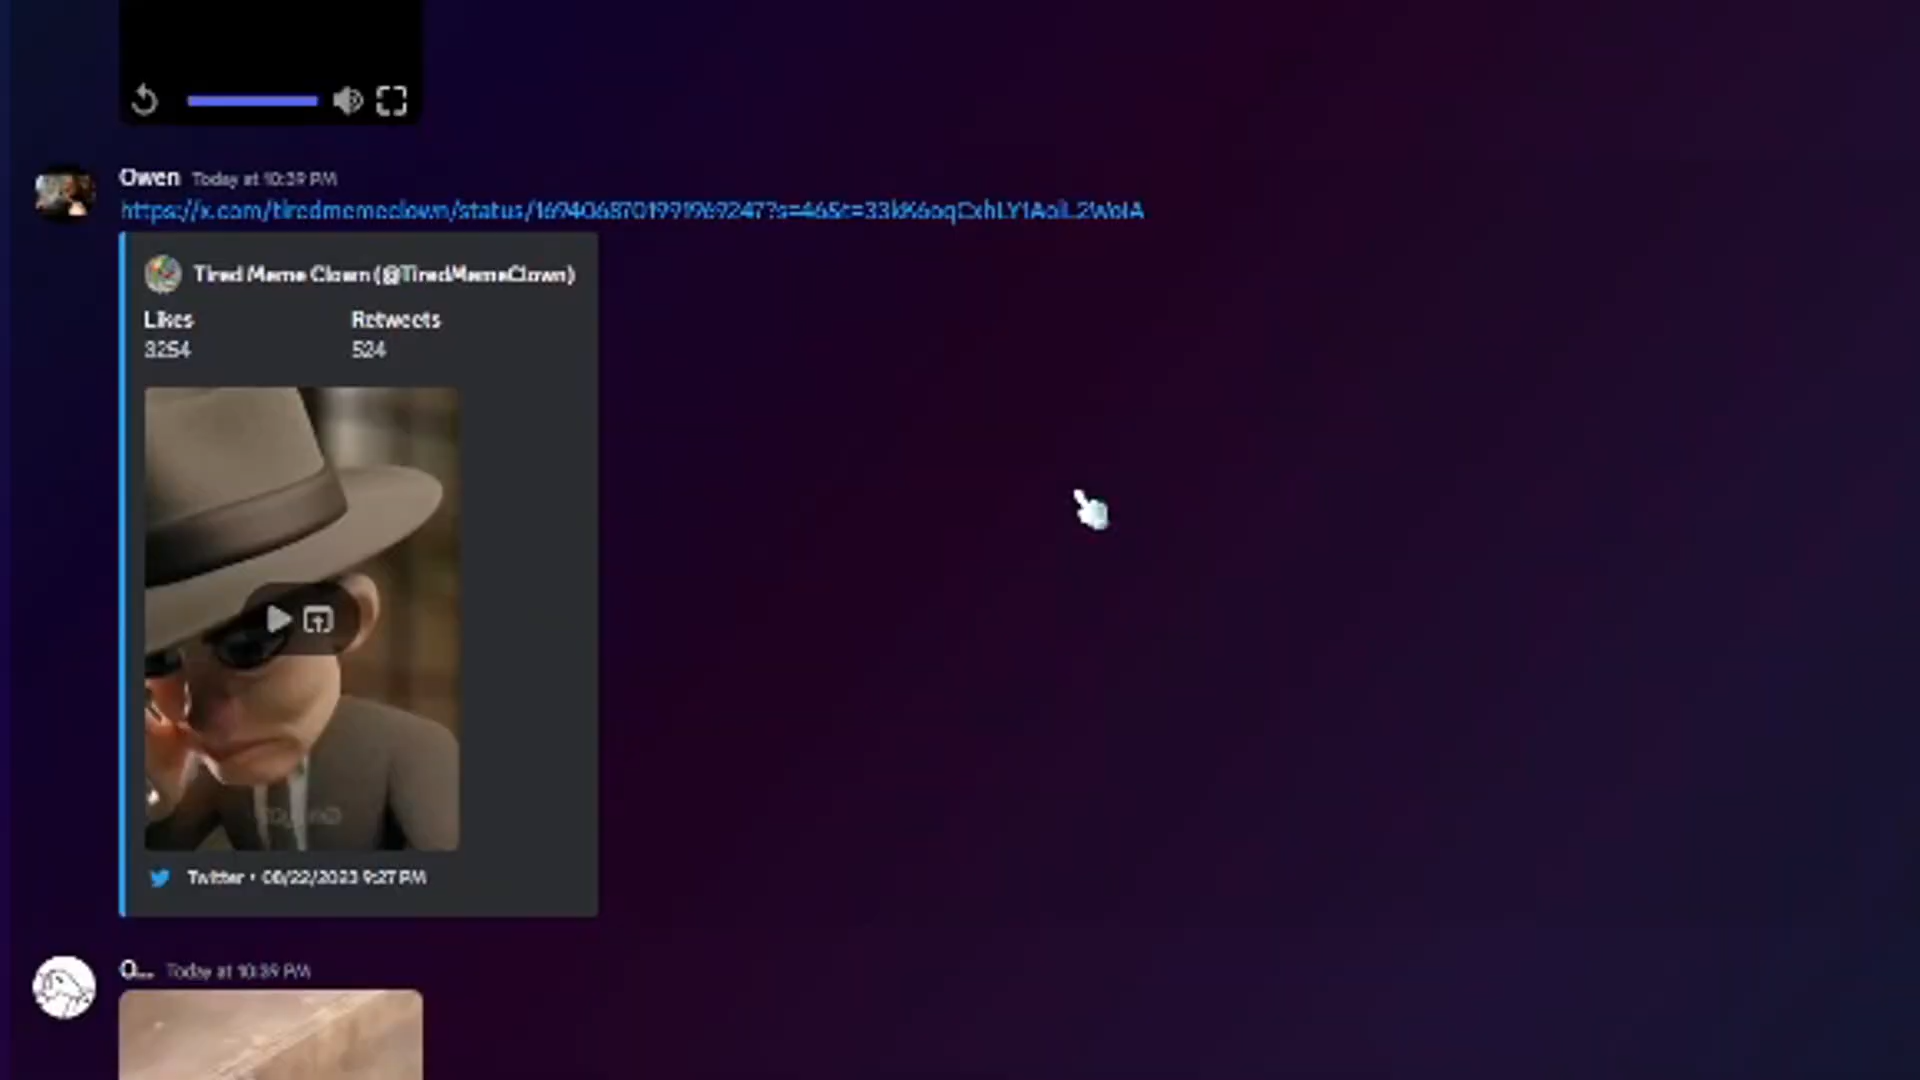 Owen Today at 10:39 PM
Tired Meme Clown (@TiredMemeClown)
Likes Retweets
3254 524
Twitter • 08/22/2023 9:27 PM
O... Today at 10:39 PM